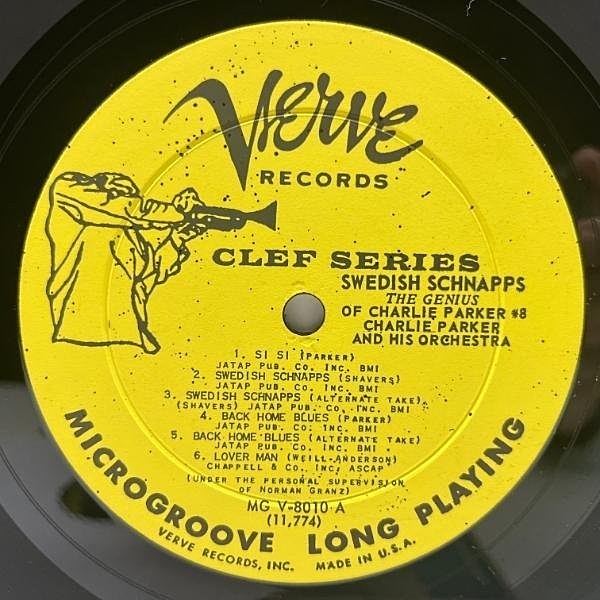 Verve
RECORDS
CLEF SERIES
SWEDISH SCHNAPPS
THE GENIUS
OF CHARLIE PARKER #8
CHARLIE PARKER
AND HIS ORCHESTRA
1. SI SI (PARKER)
JATAP PUB. CO. INC. BMI
2. SWEDISH SCHNAPPS (SHAVERS)
JATAP PUB. CO. INC. BMI
3. SWEDISH SCHNAPPS (ALTERNATE TAKE)
(SHAVERS) JATAP PUB. CO. INC. BMI
4. BACK HOME BLUES (PARKER)
JATAP PUB. CO. INC. BMI
5. BACK HOME BLUES (ALTERNATE TAKE)
JATAP PUB. CO. INC. BMI
6. LOVER MAN (WEILL-ANDERSON)
CHAPPELL & CO. INC. ASCAP
(UNDER THE PERSONAL SUPERVISION
OF NORMAN GRANZ)
MG V-8010 A
(11,774)
MICROGROOVE LONG PLAYING
VERVE RECORDS, INC. MADE IN U.S.A.